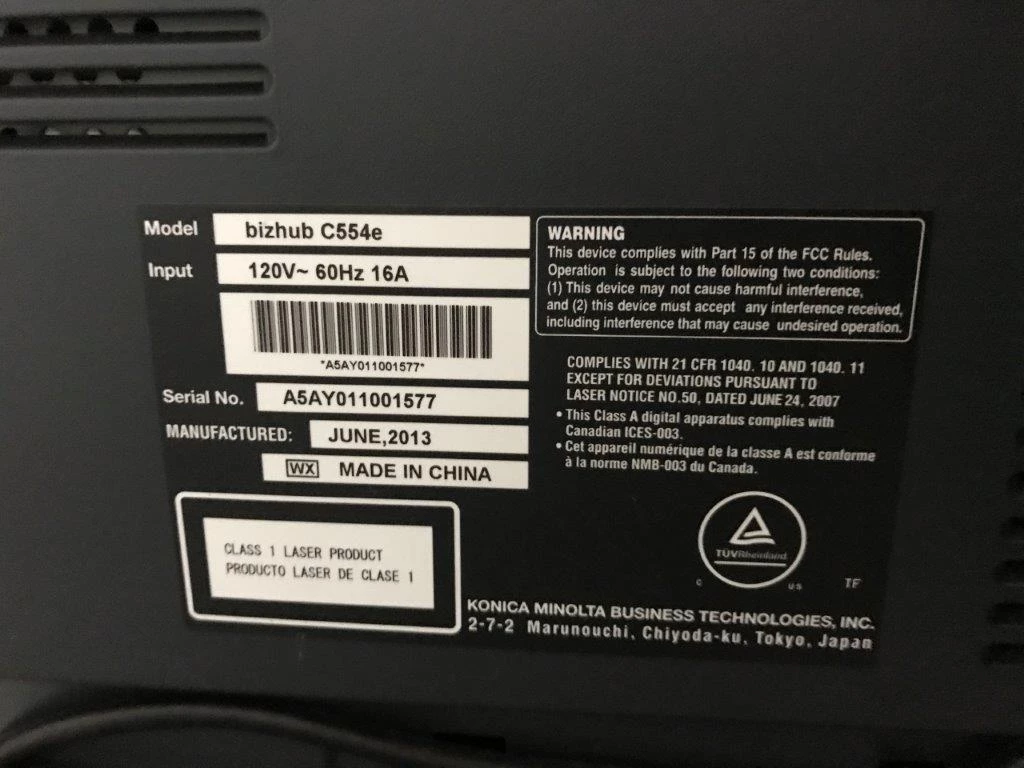 Model bizhub C554e
Input 120V~ 60Hz 16A
*A5AY011001577*
Serial No. A5AY011001577
MANUFACTURED: JUNE,2013
WX MADE IN CHINA
CLASS 1 LASER PRODUCT
PRODUCTO LASER DE CLASE 1
WARNING
This device complies with Part 15 of the FCC Rules.
Operation is subject to the following two conditions:
(1) This device may not cause harmful interference,
and (2) this device must accept any interference received,
including interference that may cause undesired operation.
COMPLIES WITH 21 CFR 1040. 10 AND 1040. 11
EXCEPT FOR DEVIATIONS PURSUANT TO
LASER NOTICE NO.50, DATED JUNE 24, 2007
• This Class A digital apparatus complies with
Canadian ICES-003.
• Cet appareil numérique de la classe A est conforme
à la norme NMB-003 du Canada.
TÜVRheinland
C US TF
KONICA MINOLTA BUSINESS TECHNOLOGIES, INC.
2-7-2 Marunouchi, Chiyoda-ku, Tokyo, Japan